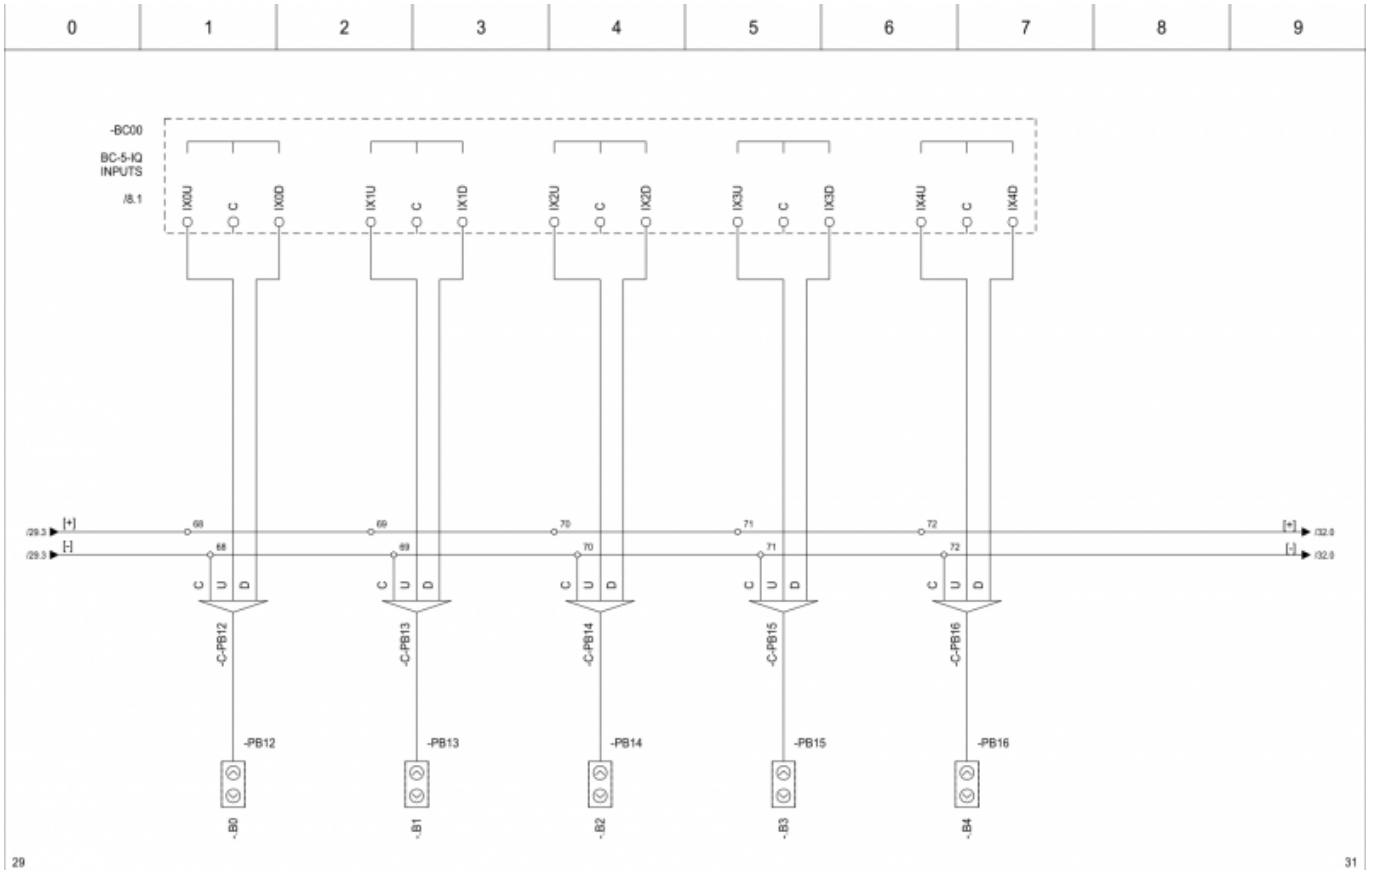 0 1 2 3 4 5 6 7 8 9
-BC00
BC-5-IQ
INPUTS
/8.1
IX0U C IX0D IX1U C IX1D IX2U C IX2D IX3U C IX3D IX4U C IX4D
/29.3 [+] 68 69 70 71 72 [+] /32.0
/29.3 [-] 68 69 70 71 72 [-] /32.0
C U D C U D C U D C U D C U D
-C-PB12 -C-PB13 -C-PB14 -C-PB15 -C-PB16
-PB12 -PB13 -PB14 -PB15 -PB16
-.B0 -.B1 -.B2 -.B3 -.B4
29 31